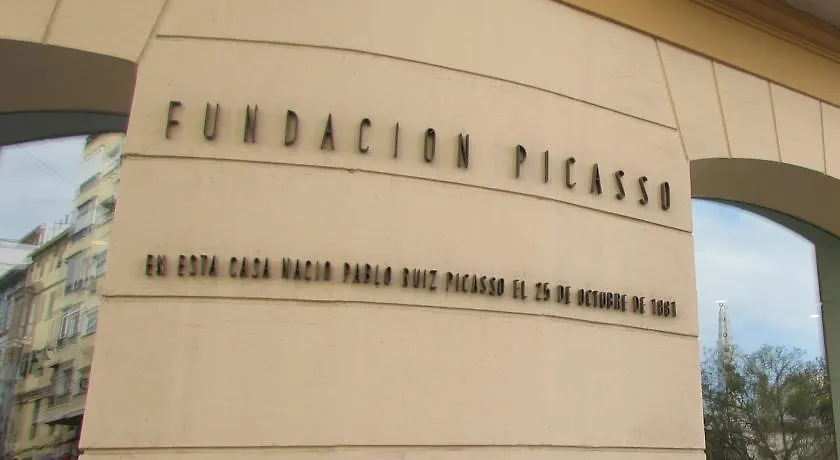 FUNDACION PICASSO
EN ESTA CASA NACIO PABLO RUIZ PICASSO EL 25 DE OCTUBRE DE 1881